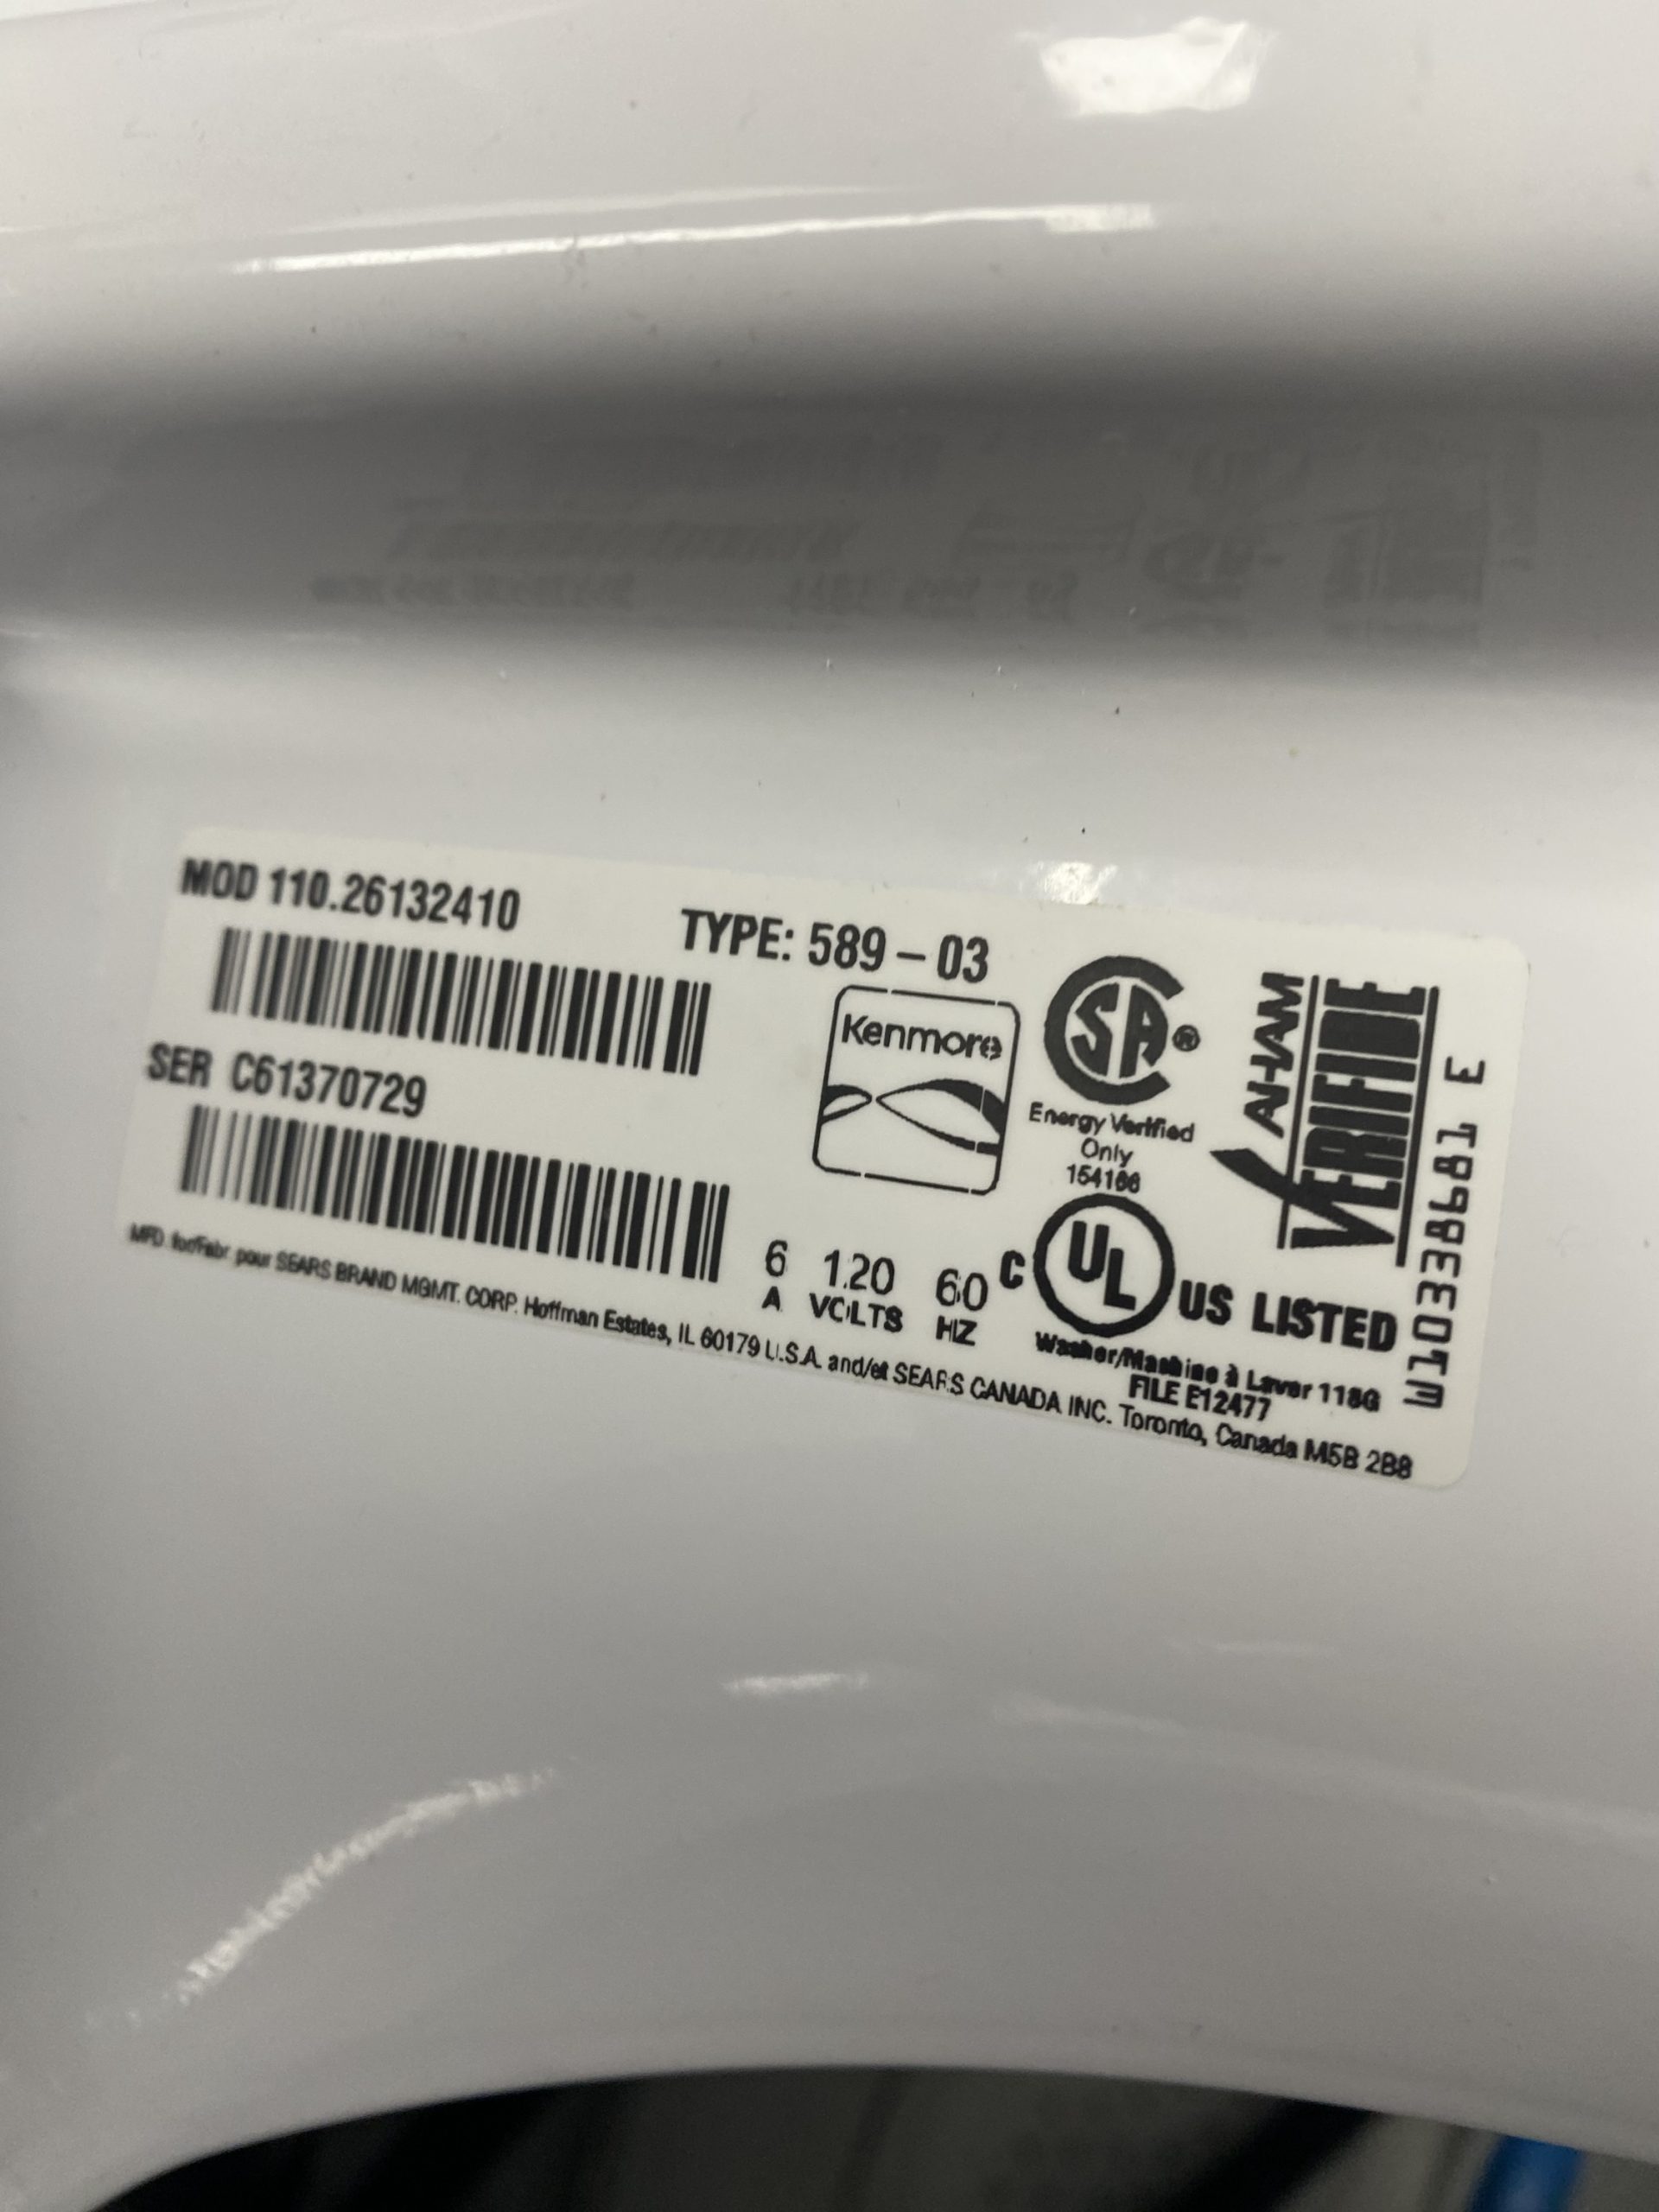 MOD 110.26132410
TYPE: 589-03
SER C61370729
Kenmore
CSA®
Energy Verified
Only
154166
AHAM
VERIFIDE
W10338681 E
6 120 60
A VOLTS HZ
C UL US LISTED
Washer/Machine à Laver 118G
FILE E12477
MFD. for/Fabr. pour SEARS BRAND MGMT. CORP. Hoffman Estates, IL 60179 U.S.A. and/et SEARS CANADA INC. Toronto, Canada M5B 2B8